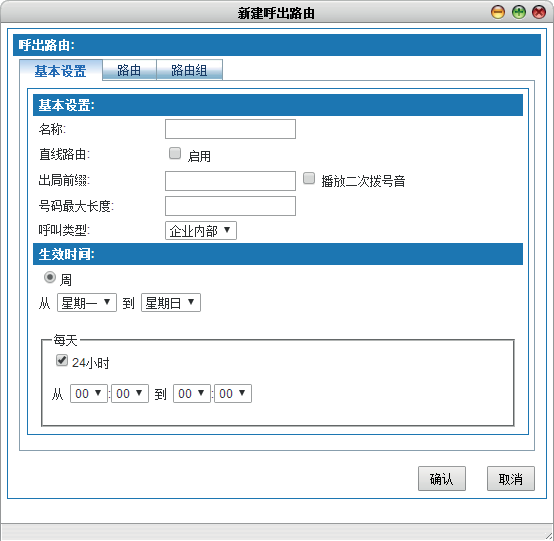 新建呼出路由
呼出路由:
基本设置 路由 路由组
基本设置:
名称:
直线路由: 启用
出局前缀: 播放二次拨号音
号码最大长度:
呼叫类型: 企业内部
生效时间:
周
从 星期一 到 星期日
每天
24小时
从 00 : 00 到 00 : 00
确认 取消